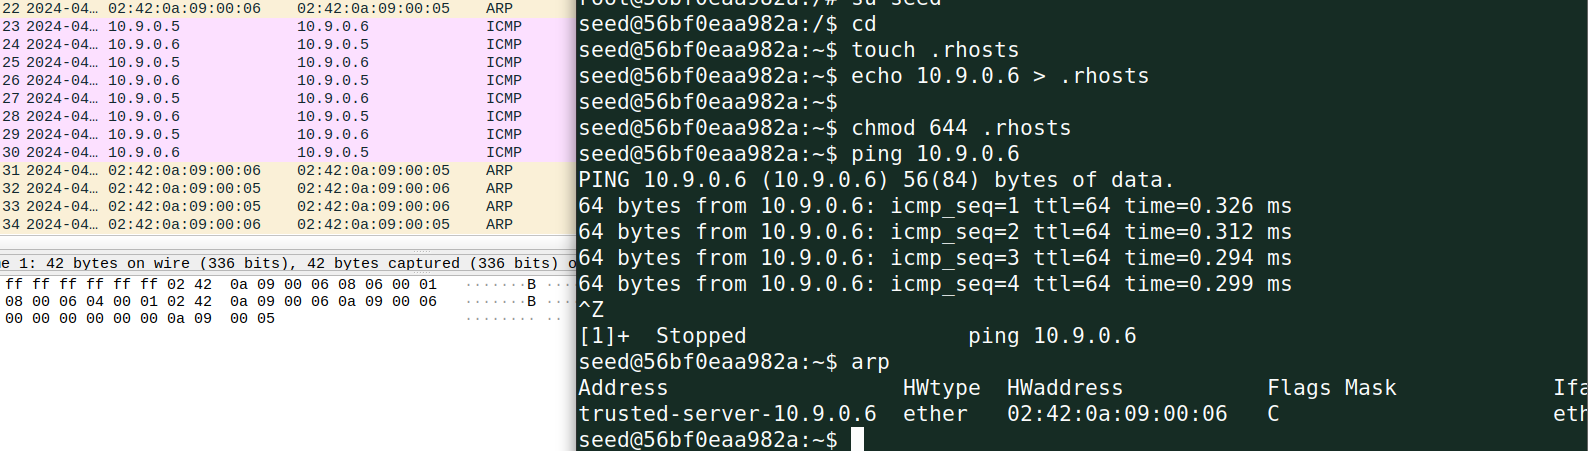 22 2024-04… 02:42:0a:09:00:06 02:42:0a:09:00:05 ARP
23 2024-04… 10.9.0.5 10.9.0.6 ICMP
24 2024-04… 10.9.0.6 10.9.0.5 ICMP
25 2024-04… 10.9.0.5 10.9.0.6 ICMP
26 2024-04… 10.9.0.6 10.9.0.5 ICMP
27 2024-04… 10.9.0.5 10.9.0.6 ICMP
28 2024-04… 10.9.0.6 10.9.0.5 ICMP
29 2024-04… 10.9.0.5 10.9.0.6 ICMP
30 2024-04… 10.9.0.6 10.9.0.5 ICMP
31 2024-04… 02:42:0a:09:00:06 02:42:0a:09:00:05 ARP
32 2024-04… 02:42:0a:09:00:05 02:42:0a:09:00:06 ARP
33 2024-04… 02:42:0a:09:00:05 02:42:0a:09:00:06 ARP
34 2024-04… 02:42:0a:09:00:06 02:42:0a:09:00:05 ARP
me 1: 42 bytes on wire (336 bits), 42 bytes captured (336 bits) o
ff ff ff ff ff ff 02 42 0a 09 00 06 08 06 00 01 ·······B ····
08 00 06 04 00 01 02 42 0a 09 00 06 0a 09 00 06 ·······B ····
00 00 00 00 00 00 0a 09 00 05 ········ ··
root@56bf0eaa982a:/# su seed
seed@56bf0eaa982a:/$ cd
seed@56bf0eaa982a:~$ touch .rhosts
seed@56bf0eaa982a:~$ echo 10.9.0.6 > .rhosts
seed@56bf0eaa982a:~$
seed@56bf0eaa982a:~$ chmod 644 .rhosts
seed@56bf0eaa982a:~$ ping 10.9.0.6
PING 10.9.0.6 (10.9.0.6) 56(84) bytes of data.
64 bytes from 10.9.0.6: icmp_seq=1 ttl=64 time=0.326 ms
64 bytes from 10.9.0.6: icmp_seq=2 ttl=64 time=0.312 ms
64 bytes from 10.9.0.6: icmp_seq=3 ttl=64 time=0.294 ms
64 bytes from 10.9.0.6: icmp_seq=4 ttl=64 time=0.299 ms
^Z
[1]+ Stopped ping 10.9.0.6
seed@56bf0eaa982a:~$ arp
Address HWtype HWaddress Flags Mask Ifa
trusted-server-10.9.0.6 ether 02:42:0a:09:00:06 C eth
seed@56bf0eaa982a:~$